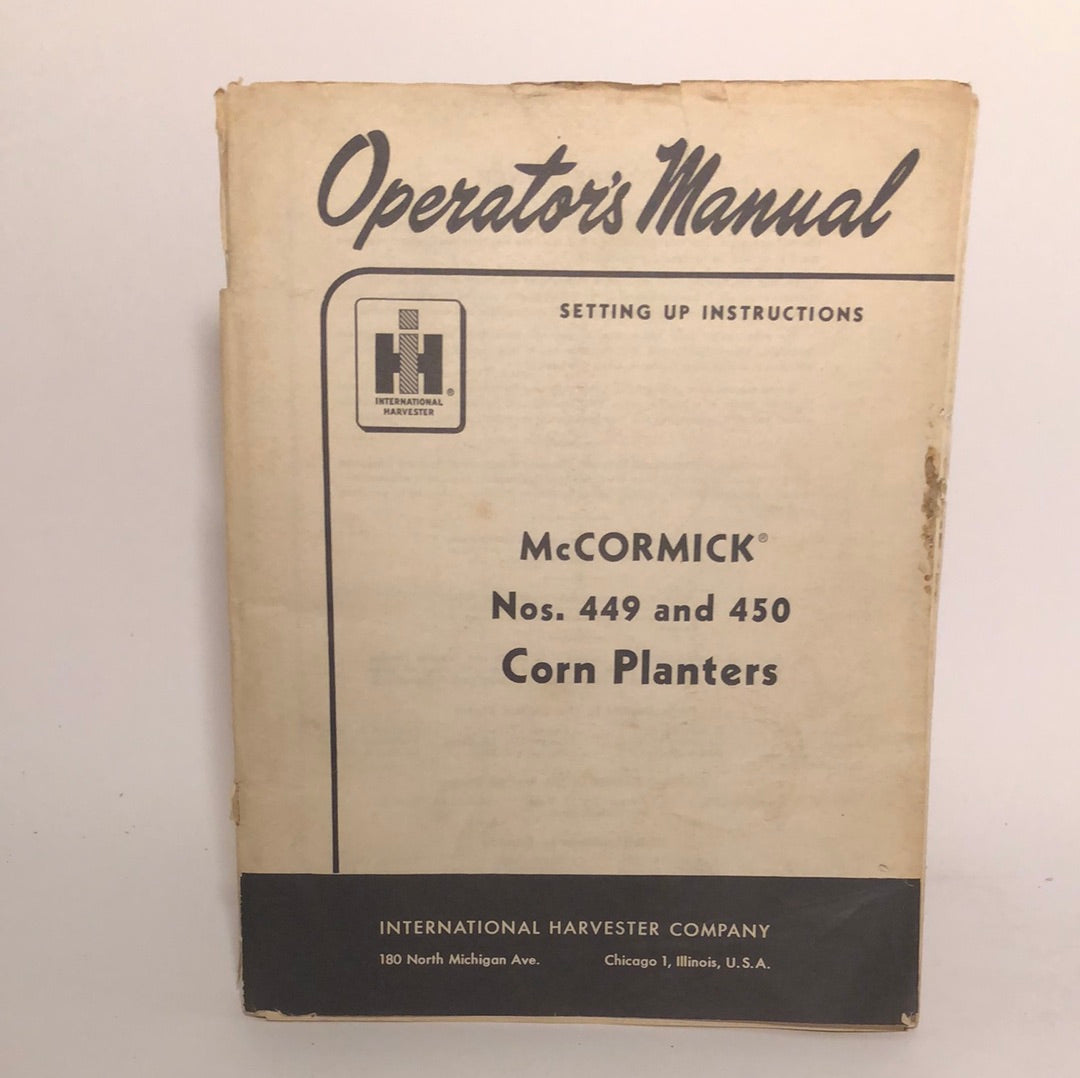 Operator's Manual
SETTING UP INSTRUCTIONS
IH
®
INTERNATIONAL
HARVESTER
McCORMICK®
Nos. 449 and 450
Corn Planters
INTERNATIONAL HARVESTER COMPANY
180 North Michigan Ave. Chicago 1, Illinois, U.S.A.